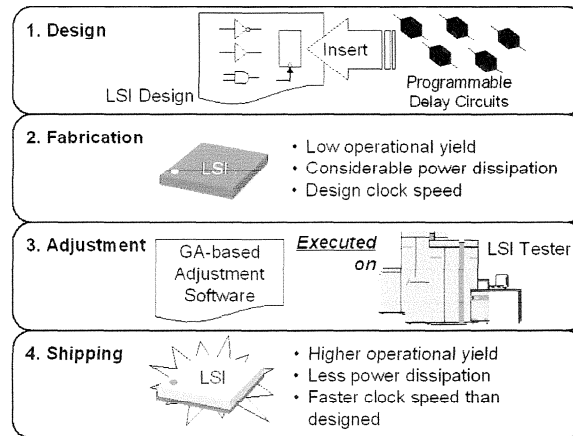 1. Design
Insert
LSI Design
Programmable
Delay Circuits
2. Fabrication
LSI
• Low operational yield
• Considerable power dissipation
• Design clock speed
3. Adjustment
GA-based
Adjustment
Software
Executed
on
LSI Tester
4. Shipping
LSI
• Higher operational yield
• Less power dissipation
• Faster clock speed than
designed